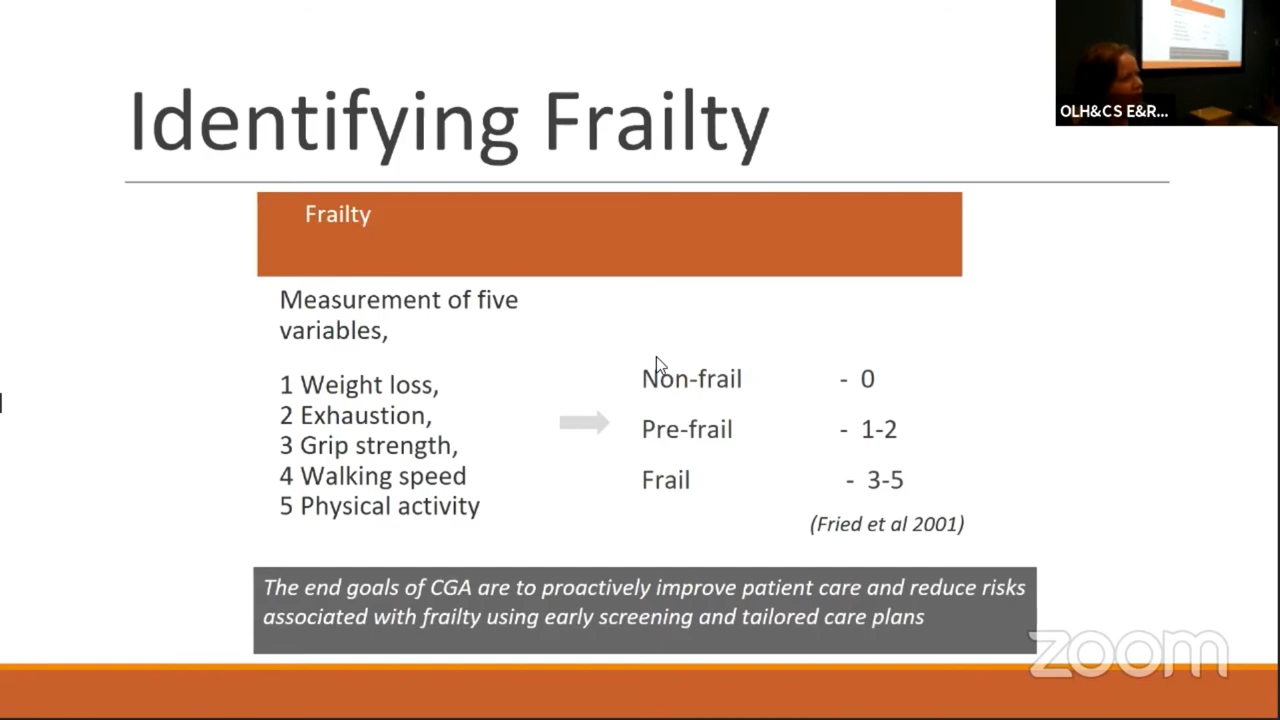 Identifying Frailty
OLH&CS E&R...
Frailty
Measurement of five
variables,
1 Weight loss,
2 Exhaustion,
3 Grip strength,
4 Walking speed
5 Physical activity
Non-frail - 0
Pre-frail - 1-2
Frail - 3-5
(Fried et al 2001)
The end goals of CGA are to proactively improve patient care and reduce risks
associated with frailty using early screening and tailored care plans
zoom